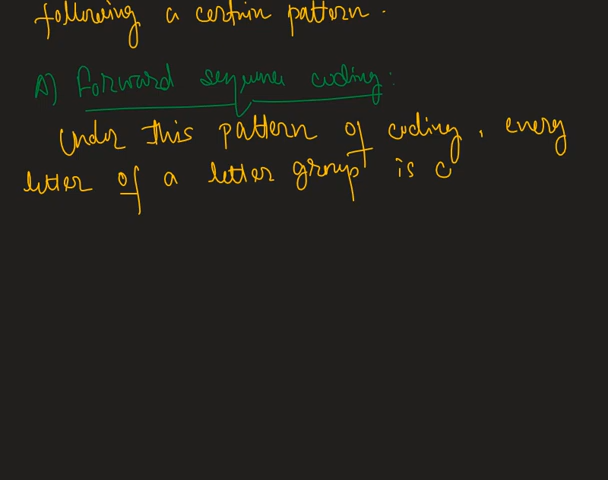 following a certain pattern.
A) Forward sequence coding:
Under this pattern of coding, every
letter of a letter group is c